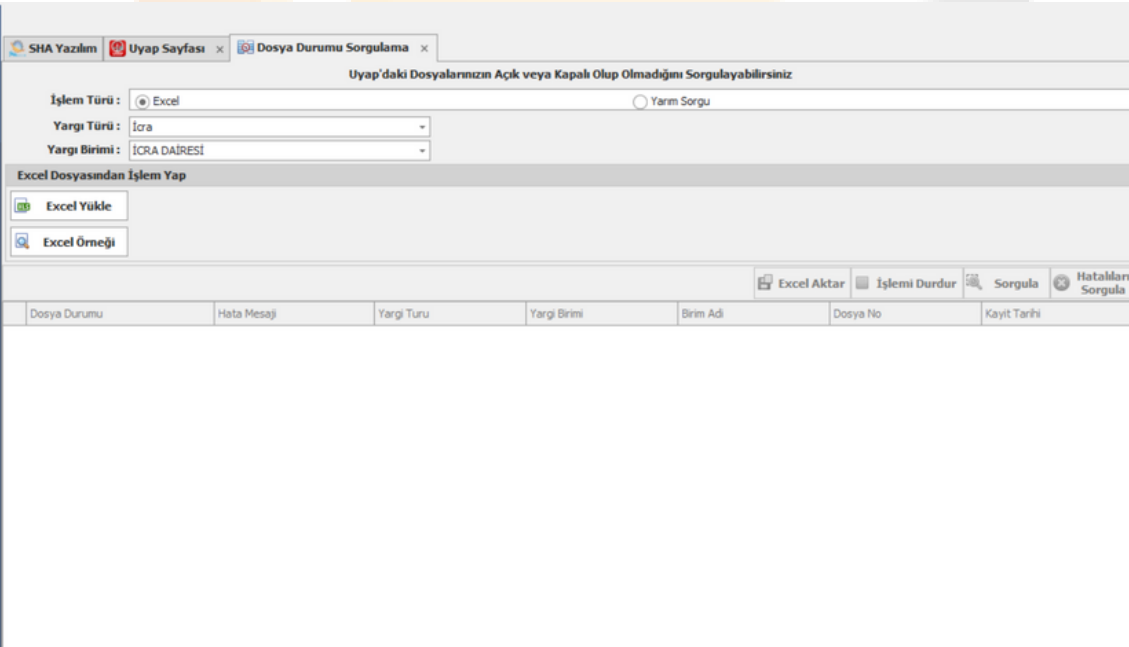 SHA Yazılım Uyap Sayfası × Dosya Durumu Sorgulama ×
Uyap'daki Dosyalarınızın Açık veya Kapalı Olup Olmadığını Sorgulayabilirsiniz
İşlem Türü : Excel Yarım Sorgu
Yargı Türü : İcra
Yargı Birimi : İCRA DAİRESİ
Excel Dosyasından İşlem Yap
Excel Yükle
Excel Örneği
Excel Aktar İşlemi Durdur Sorgula Hatalıları Sorgula
Dosya Durumu Hata Mesaji Yargi Turu Yargi Birimi Birim Adi Dosya No Kayit Tarihi